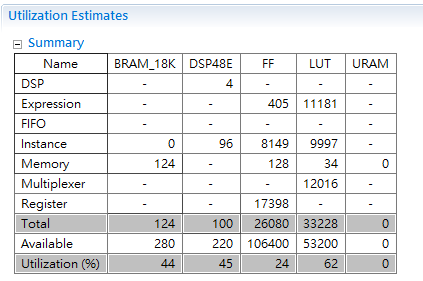 Utilization Estimates
Summary
Name BRAM_18K DSP48E FF LUT URAM
DSP - 4 - - -
Expression - - 405 11181 -
FIFO - - - - -
Instance 0 96 8149 9997 -
Memory 124 - 128 34 0
Multiplexer - - - 12016 -
Register - - 17398 - -
Total 124 100 26080 33228 0
Available 280 220 106400 53200 0
Utilization (%) 44 45 24 62 0